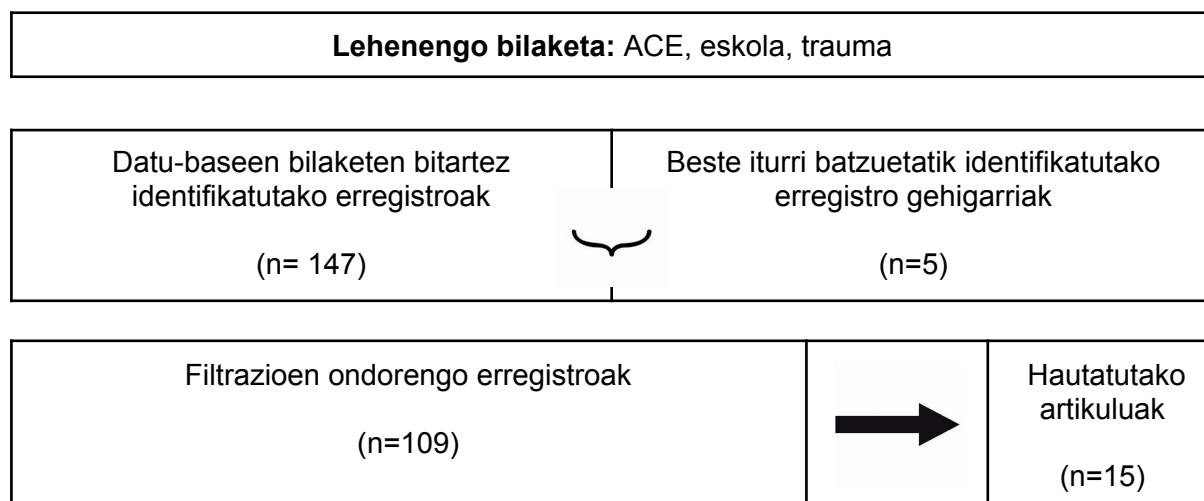 Lehenengo bilaketa: ACE, eskola, trauma
Datu-baseen bilaketen bitartez
identifikatutako erregistroak
(n= 147)
Beste iturri batzuetatik identifikatutako
erregistro gehigarriak
(n=5)
Filtrazioen ondorengo erregistroak
(n=109)
Hautatutako
artikuluak
(n=15)